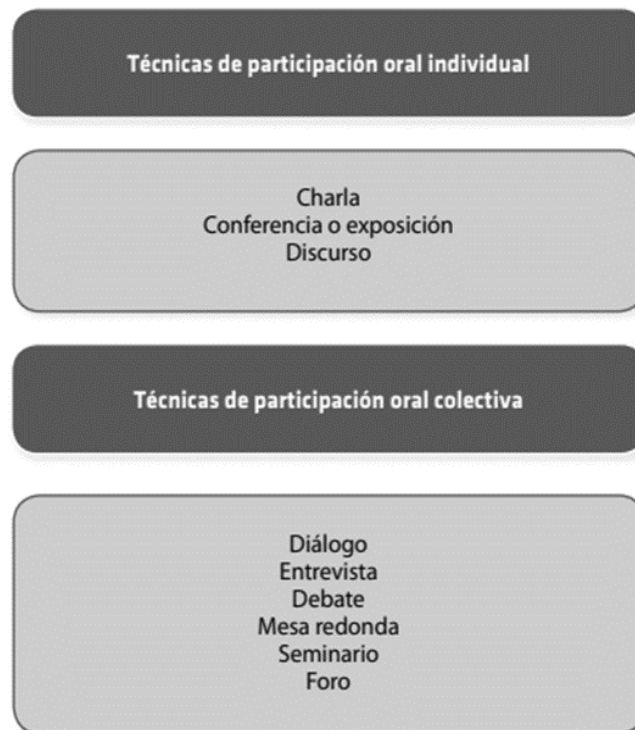 Técnicas de participación oral individual
Charla
Conferencia o exposición
Discurso
Técnicas de participación oral colectiva
Diálogo
Entrevista
Debate
Mesa redonda
Seminario
Foro